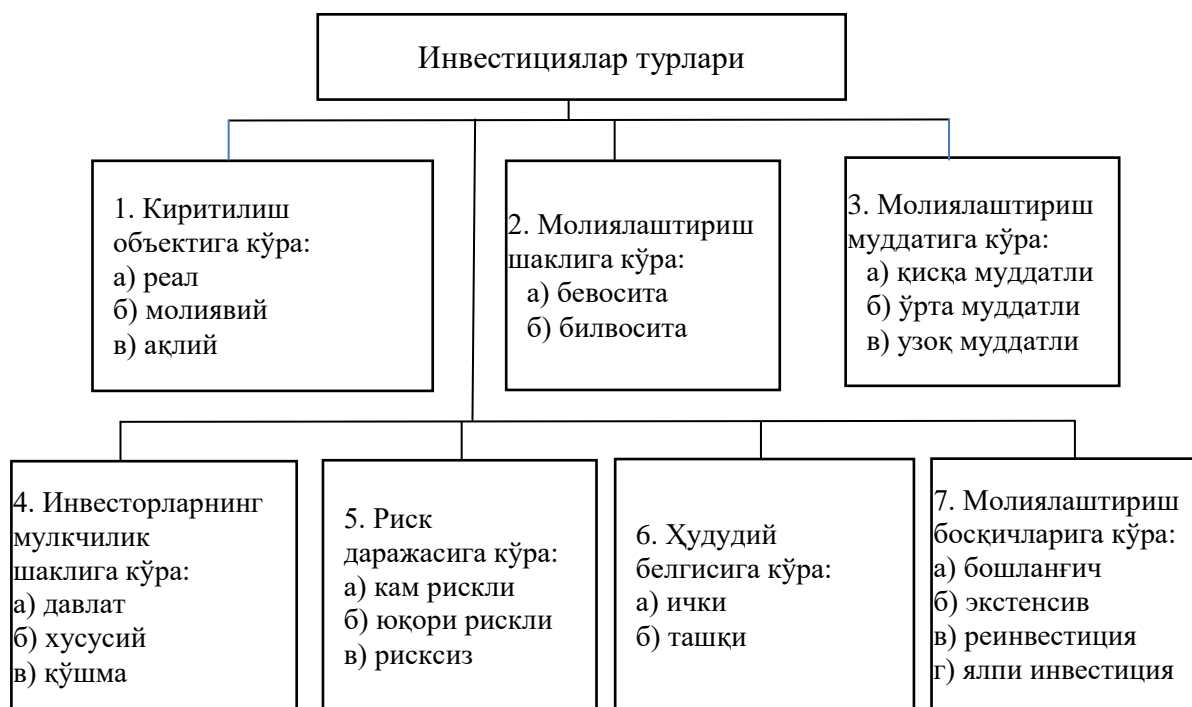 Инвестициялар турлари
1. Киритилиш
объектига кўра:
а) реал
б) молиявий
в) ақлий
2. Молиялаштириш
шаклига кўра:
а) бевосита
б) билвосита
3. Молиялаштириш
муддатига кўра:
а) қисқа муддатли
б) ўрта муддатли
в) узоқ муддатли
4. Инвесторларнинг
мулкчилик
шаклига кўра:
а) давлат
б) хусусий
в) қўшма
5. Риск
даражасига кўра:
а) кам рискли
б) юқори рискли
в) рисксиз
6. Ҳудудий
белгисига кўра:
а) ички
б) ташқи
7. Молиялаштириш
босқичларига кўра:
а) бошланғич
б) экстенсив
в) реинвестиция
г) ялпи инвестиция